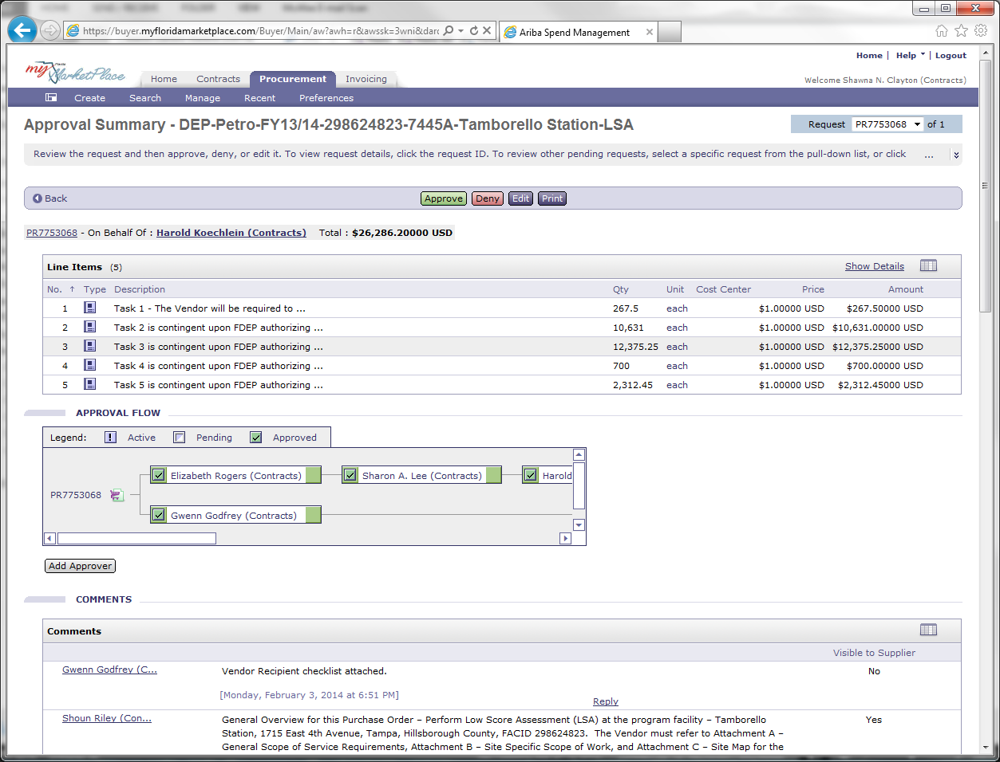 https://buyer.myfloridamarketplace.com/Buyer/Main/aw?awh=r&awssk=3wni&dard
Ariba Spend Management
Home | Help | Logout
my Florida MarketPlace
Welcome Shawna N. Clayton (Contracts)
Home Contracts Procurement Invoicing
Create Search Manage Recent Preferences
Approval Summary - DEP-Petro-FY13/14-298624823-7445A-Tamborello Station-LSA
Request PR7753068 of 1
Review the request and then approve, deny, or edit it. To view request details, click the request ID. To review other pending requests, select a specific request from the pull-down list, or click ...
Back Approve Deny Edit Print
PR7753068 - On Behalf Of : Harold Koechlein (Contracts) Total : $26,286.20000 USD
Line Items (5) Show Details
No. ↑ Type Description Qty Unit Cost Center Price Amount
1 Task 1 - The Vendor will be required to ... 267.5 each $1.00000 USD $267.50000 USD
2 Task 2 is contingent upon FDEP authorizing ... 10,631 each $1.00000 USD $10,631.00000 USD
3 Task 3 is contingent upon FDEP authorizing ... 12,375.25 each $1.00000 USD $12,375.25000 USD
4 Task 4 is contingent upon FDEP authorizing ... 700 each $1.00000 USD $700.00000 USD
5 Task 5 is contingent upon FDEP authorizing ... 2,312.45 each $1.00000 USD $2,312.45000 USD
APPROVAL FLOW
Legend: Active Pending Approved
Elizabeth Rogers (Contracts) Sharon A. Lee (Contracts) Harold
PR7753068
Gwenn Godfrey (Contracts)
Add Approver
COMMENTS
Comments
Visible to Supplier
Gwenn Godfrey (C... Vendor Recipient checklist attached. No
[Monday, February 3, 2014 at 6:51 PM]
Reply
Shoun Riley (Con... General Overview for this Purchase Order – Perform Low Score Assessment (LSA) at the program facility – Tamborello Yes
Station, 1715 East 4th Avenue, Tampa, Hillsborough County, FACID 298624823. The Vendor must refer to Attachment A –
General Scope of Service Requirements, Attachment B – Site Specific Scope of Work, and Attachment C – Site Map for the